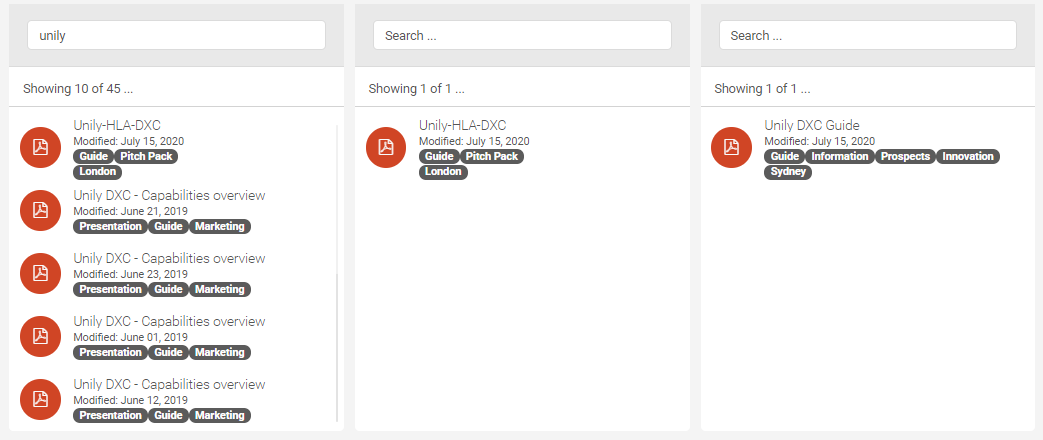 unily
Showing 10 of 45 ...
Unily-HLA-DXC
Modified: July 15, 2020
Guide Pitch Pack
London
Unily DXC - Capabilities overview
Modified: June 21, 2019
Presentation Guide Marketing
Unily DXC - Capabilities overview
Modified: June 23, 2019
Presentation Guide Marketing
Unily DXC - Capabilities overview
Modified: June 01, 2019
Presentation Guide Marketing
Unily DXC - Capabilities overview
Modified: June 12, 2019
Presentation Guide Marketing
Search ...
Showing 1 of 1 ...
Unily-HLA-DXC
Modified: July 15, 2020
Guide Pitch Pack
London
Search ...
Showing 1 of 1 ...
Unily DXC Guide
Modified: July 15, 2020
Guide Information Prospects Innovation
Sydney